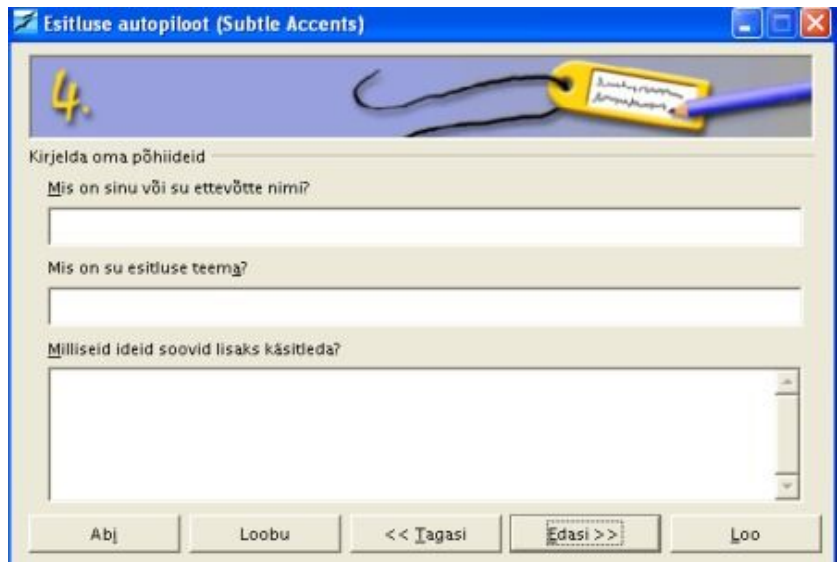 Esitluse autopiloot (Subtle Accents)
4.
Kirjelda oma põhiideid
Mis on sinu või su ettevõtte nimi?
Mis on su esitluse teema?
Milliseid ideid soovid lisaks käsitleda?
Abi Loobu << Tagasi Edasi >> Loo